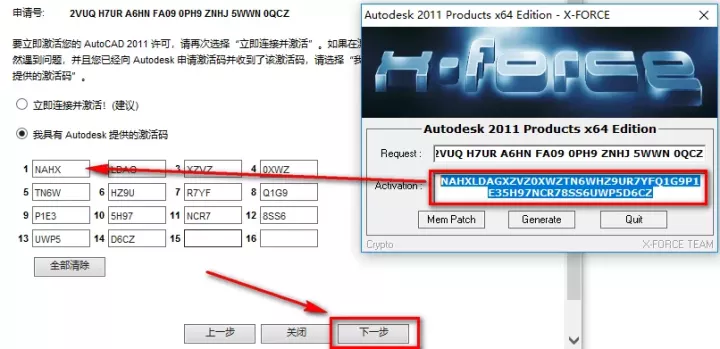 申请号: 2VUQ H7UR A6HN FA09 0PH9 ZNHJ 5WWN 0QCZ
要立即激活您的 AutoCAD 2011 许可，请再次选择“立即连接并激活”。如果在
然遇到问题，并且您已经向 Autodesk 申请激活码并收到了该激活码，请选择“我
提供的激活码”。
立即连接并激活! (建议)
我具有 Autodesk 提供的激活码
1 NAHX LDAG 3 XZVZ 4 0XWZ
5 TN6W 6 HZ9U 7 R7YF 8 Q1G9
9 P1E3 10 5H97 11 NCR7 12 8SS6
13 UWP5 14 D6CZ 15 16
全部清除
上一步 关闭 下一步
Autodesk 2011 Products x64 Edition - X-FORCE
X-FORCE
Autodesk 2011 Products x64 Edition
Request : 2VUQ H7UR A6HN FA09 0PH9 ZNHJ 5WWN 0QCZ
Activation : NAHXLDAGXZVZ0XWZTN6WHZ9UR7YFQ1G9P1
E35H97NCR78SS6UWP5D6CZ
Mem Patch Generate Quit
Crypto X-FORCE TEAM